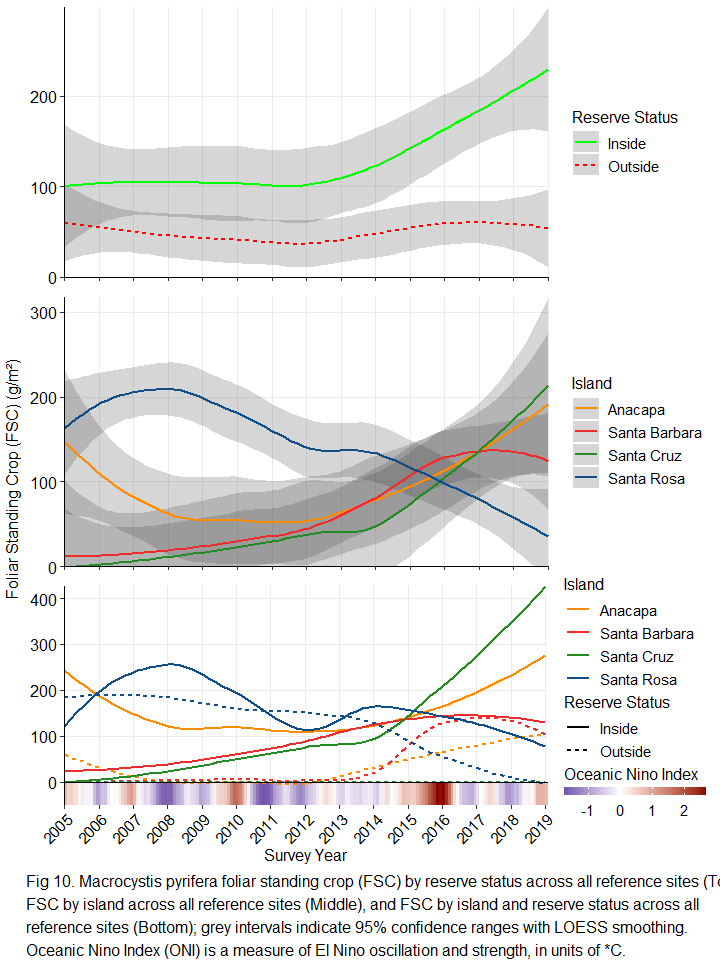 200
100
0
Reserve Status
Inside
Outside
Foliar Standing Crop (FSC) (g/m²)
300
200
100
0
Island
Anacapa
Santa Barbara
Santa Cruz
Santa Rosa
400
300
200
100
0
Island
Anacapa
Santa Barbara
Santa Cruz
Santa Rosa
Reserve Status
Inside
Outside
Oceanic Nino Index
-1 0 1 2
2005 2006 2007 2008 2009 2010 2011 2012 2013 2014 2015 2016 2017 2018 2019
Survey Year
Fig 10. Macrocystis pyrifera foliar standing crop (FSC) by reserve status across all reference sites (To
FSC by island across all reference sites (Middle), and FSC by island and reserve status across all
reference sites (Bottom); grey intervals indicate 95% confidence ranges with LOESS smoothing.
Oceanic Nino Index (ONI) is a measure of El Nino oscillation and strength, in units of *C.